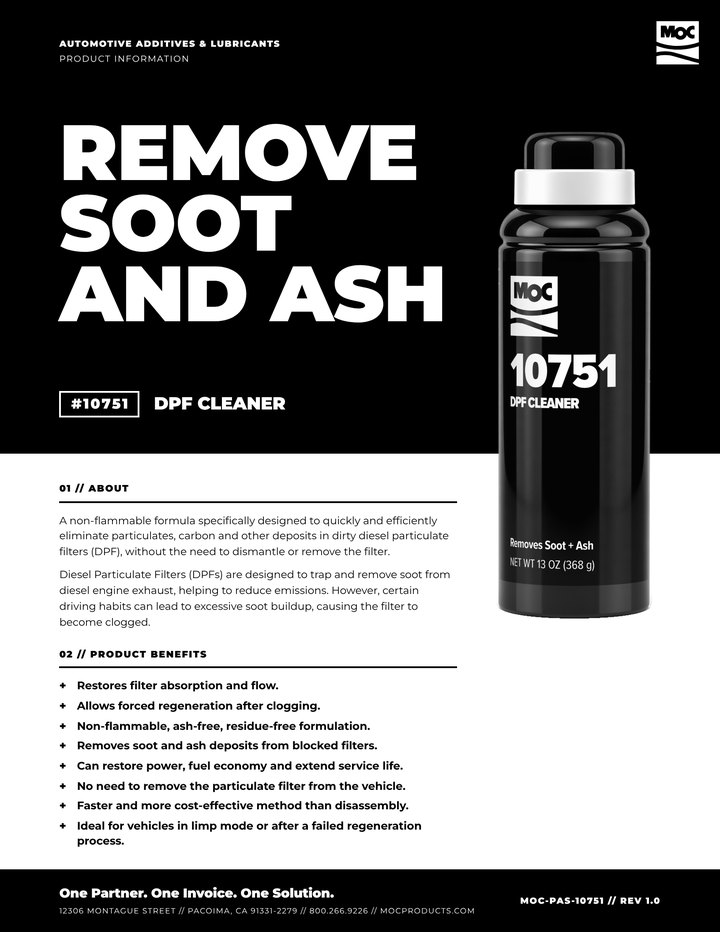 AUTOMOTIVE ADDITIVES & LUBRICANTS
PRODUCT INFORMATION
MOC
REMOVE
SOOT
AND ASH
#10751 DPF CLEANER
MOC
10751
DPF CLEANER
Removes Soot + Ash
NET WT 13 OZ (368 g)
01 // ABOUT
A non-flammable formula specifically designed to quickly and efficiently
eliminate particulates, carbon and other deposits in dirty diesel particulate
filters (DPF), without the need to dismantle or remove the filter.
Diesel Particulate Filters (DPFs) are designed to trap and remove soot from
diesel engine exhaust, helping to reduce emissions. However, certain
driving habits can lead to excessive soot buildup, causing the filter to
become clogged.
02 // PRODUCT BENEFITS
+ Restores filter absorption and flow.
+ Allows forced regeneration after clogging.
+ Non-flammable, ash-free, residue-free formulation.
+ Removes soot and ash deposits from blocked filters.
+ Can restore power, fuel economy and extend service life.
+ No need to remove the particulate filter from the vehicle.
+ Faster and more cost-effective method than disassembly.
+ Ideal for vehicles in limp mode or after a failed regeneration
process.
One Partner. One Invoice. One Solution.
12306 MONTAGUE STREET // PACOIMA, CA 91331-2279 // 800.266.9226 // MOCPRODUCTS.COM
MOC-PAS-10751 // REV 1.0